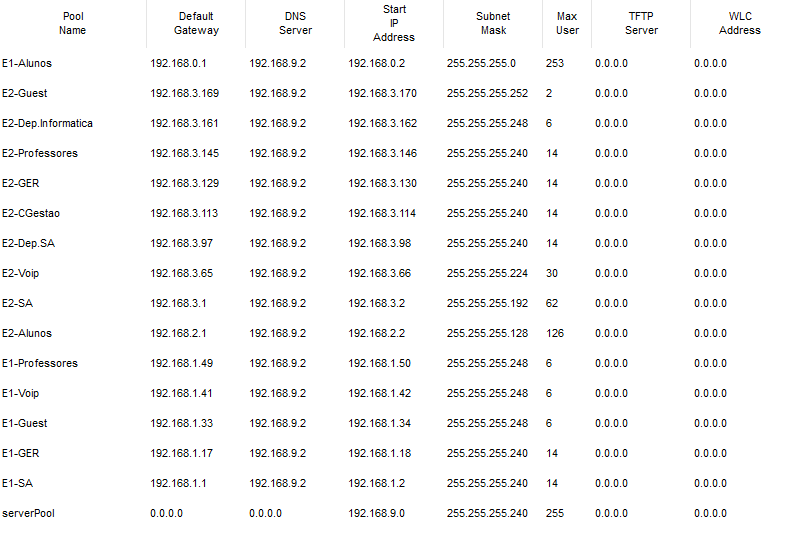 Pool Name Default Gateway DNS Server Start IP Address Subnet Mask Max User TFTP Server WLC Address
E1-Alunos 192.168.0.1 192.168.9.2 192.168.0.2 255.255.255.0 253 0.0.0.0 0.0.0.0
E2-Guest 192.168.3.169 192.168.9.2 192.168.3.170 255.255.255.252 2 0.0.0.0 0.0.0.0
E2-Dep.Informatica 192.168.3.161 192.168.9.2 192.168.3.162 255.255.255.248 6 0.0.0.0 0.0.0.0
E2-Professores 192.168.3.145 192.168.9.2 192.168.3.146 255.255.255.240 14 0.0.0.0 0.0.0.0
E2-GER 192.168.3.129 192.168.9.2 192.168.3.130 255.255.255.240 14 0.0.0.0 0.0.0.0
E2-CGestao 192.168.3.113 192.168.9.2 192.168.3.114 255.255.255.240 14 0.0.0.0 0.0.0.0
E2-Dep.SA 192.168.3.97 192.168.9.2 192.168.3.98 255.255.255.240 14 0.0.0.0 0.0.0.0
E2-Voip 192.168.3.65 192.168.9.2 192.168.3.66 255.255.255.224 30 0.0.0.0 0.0.0.0
E2-SA 192.168.3.1 192.168.9.2 192.168.3.2 255.255.255.192 62 0.0.0.0 0.0.0.0
E2-Alunos 192.168.2.1 192.168.9.2 192.168.2.2 255.255.255.128 126 0.0.0.0 0.0.0.0
E1-Professores 192.168.1.49 192.168.9.2 192.168.1.50 255.255.255.248 6 0.0.0.0 0.0.0.0
E1-Voip 192.168.1.41 192.168.9.2 192.168.1.42 255.255.255.248 6 0.0.0.0 0.0.0.0
E1-Guest 192.168.1.33 192.168.9.2 192.168.1.34 255.255.255.248 6 0.0.0.0 0.0.0.0
E1-GER 192.168.1.17 192.168.9.2 192.168.1.18 255.255.255.240 14 0.0.0.0 0.0.0.0
E1-SA 192.168.1.1 192.168.9.2 192.168.1.2 255.255.255.240 14 0.0.0.0 0.0.0.0
serverPool 0.0.0.0 0.0.0.0 192.168.9.0 255.255.255.240 255 0.0.0.0 0.0.0.0